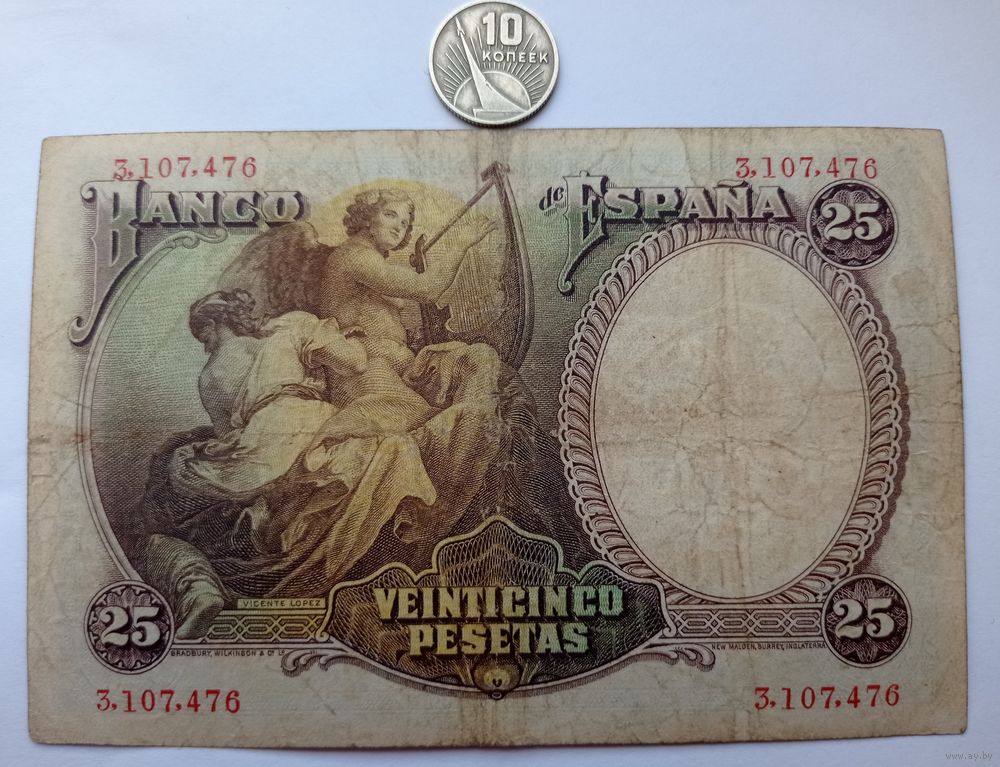 10
КОПЕЕК
3,107,476
3,107,476
BANCO de ESPAÑA
25
VICENTE LOPEZ
VEINTICINCO
PESETAS
25
25
BRADBURY, WILKINSON & Cº Lº
NEW MALDEN, SURREY, INGLATERRA
3,107,476
3,107,476
www.ay.by